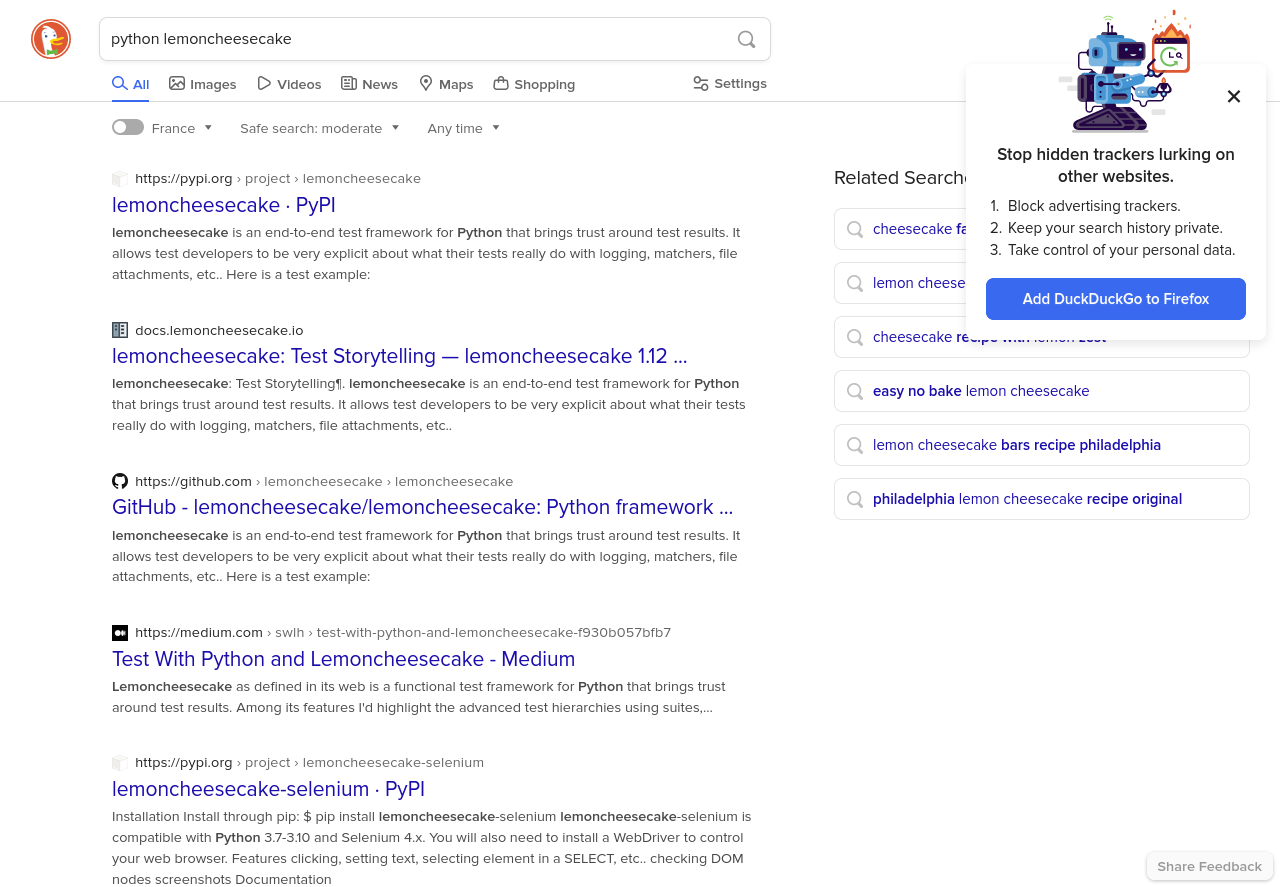 python lemoncheesecake
All
Images
Videos
News
Maps
Shopping
Settings
France
Safe search: moderate
Any time
https://pypi.org › project › lemoncheesecake
lemoncheesecake · PyPI
lemoncheesecake is an end-to-end test framework for Python that brings trust around test results. It
allows test developers to be very explicit about what their tests really do with logging, matchers, file
attachments, etc.. Here is a test example:
docs.lemoncheesecake.io
lemoncheesecake: Test Storytelling — lemoncheesecake 1.12 ...
lemoncheesecake: Test Storytelling¶. lemoncheesecake is an end-to-end test framework for Python
that brings trust around test results. It allows test developers to be very explicit about what their tests
really do with logging, matchers, file attachments, etc..
https://github.com › lemoncheesecake › lemoncheesecake
GitHub - lemoncheesecake/lemoncheesecake: Python framework ...
lemoncheesecake is an end-to-end test framework for Python that brings trust around test results. It
allows test developers to be very explicit about what their tests really do with logging, matchers, file
attachments, etc.. Here is a test example:
https://medium.com › swlh › test-with-python-and-lemoncheesecake-f930b057bfb7
Test With Python and Lemoncheesecake - Medium
Lemoncheesecake as defined in its web is a functional test framework for Python that brings trust
around test results. Among its features I'd highlight the advanced test hierarchies using suites,...
https://pypi.org › project › lemoncheesecake-selenium
lemoncheesecake-selenium · PyPI
Installation Install through pip: $ pip install lemoncheesecake-selenium lemoncheesecake-selenium is
compatible with Python 3.7-3.10 and Selenium 4.x. You will also need to install a WebDriver to control
your web browser. Features clicking, setting text, selecting element in a SELECT, etc.. checking DOM
nodes screenshots Documentation
Related Searche
cheesecake fa
lemon cheese
cheesecake recipe with lemon zest
easy no bake lemon cheesecake
lemon cheesecake bars recipe philadelphia
philadelphia lemon cheesecake recipe original
Stop hidden trackers lurking on
other websites.
1. Block advertising trackers.
2. Keep your search history private.
3. Take control of your personal data.
Add DuckDuckGo to Firefox
Share Feedback